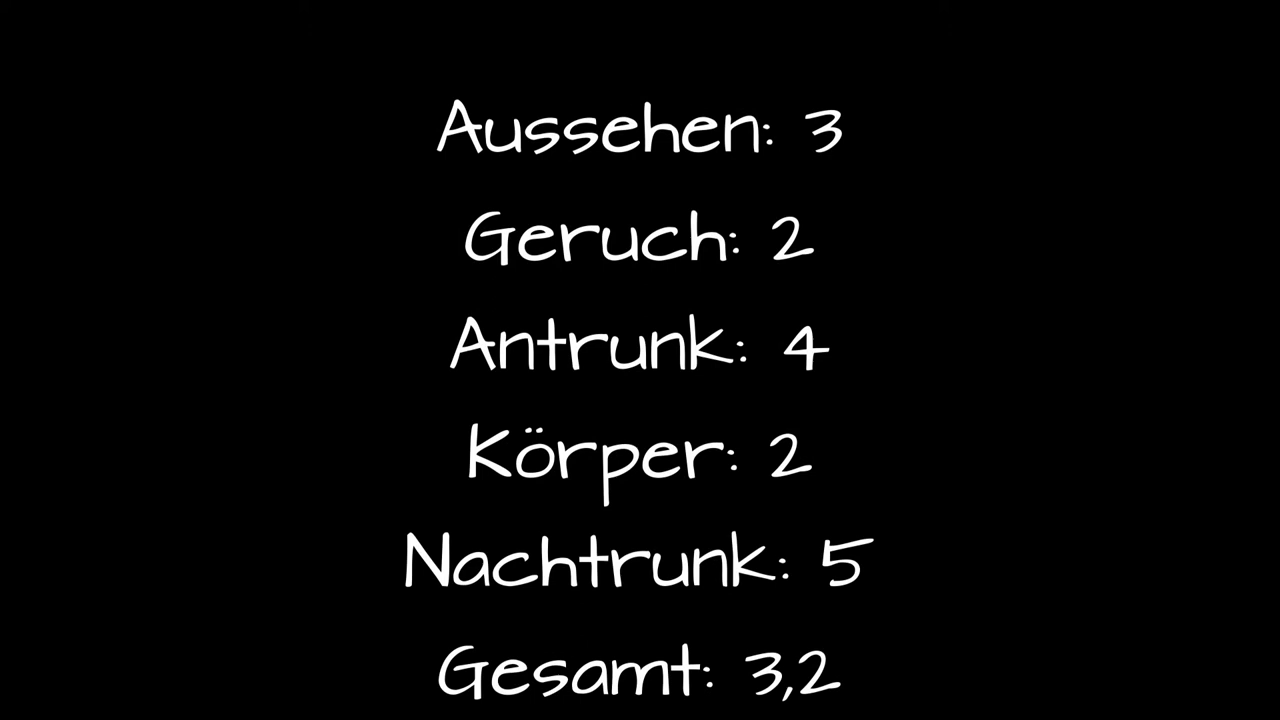 Aussehen: 3
Geruch: 2
Antrunk: 4
Körper: 2
Nachtrunk: 5
Gesamt: 3,2